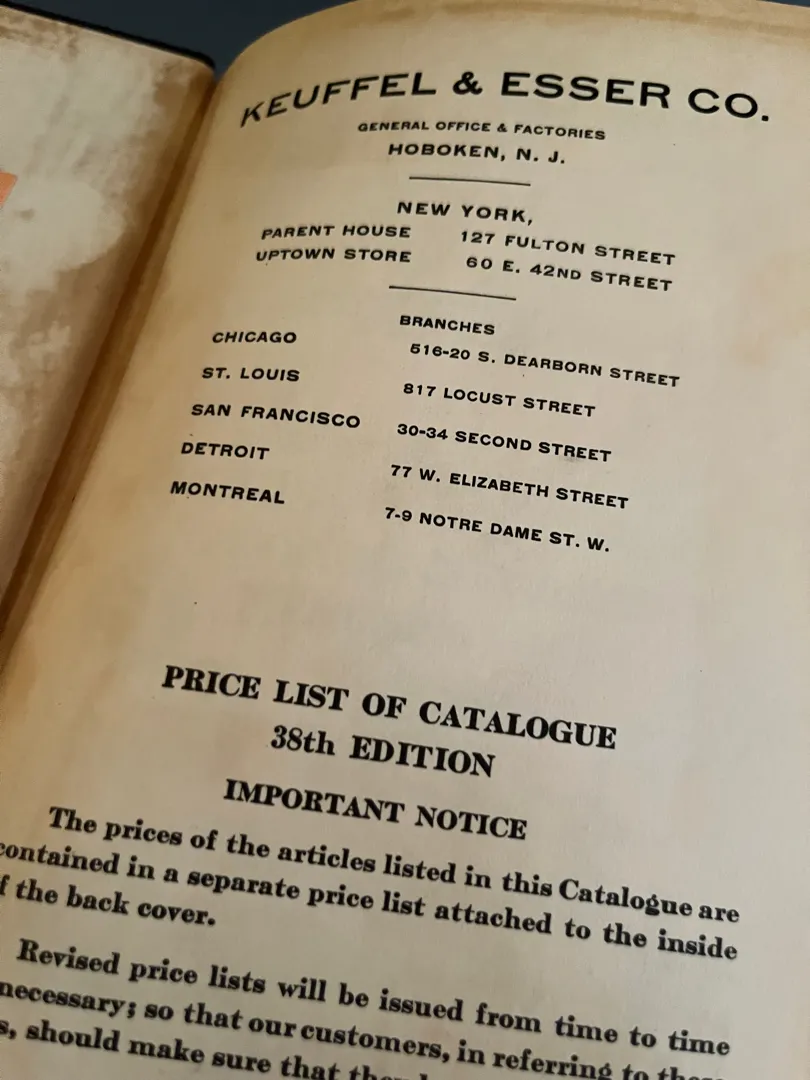 KEUFFEL & ESSER CO.
GENERAL OFFICE & FACTORIES
HOBOKEN, N. J.
NEW YORK,
PARENT HOUSE 127 FULTON STREET
UPTOWN STORE 60 E. 42ND STREET
BRANCHES
CHICAGO 516-20 S. DEARBORN STREET
ST. LOUIS 817 LOCUST STREET
SAN FRANCISCO 30-34 SECOND STREET
DETROIT 77 W. ELIZABETH STREET
MONTREAL 7-9 NOTRE DAME ST. W.
PRICE LIST OF CATALOGUE
38th EDITION
IMPORTANT NOTICE
The prices of the articles listed in this Catalogue are
contained in a separate price list attached to the inside
the back cover.
Revised price lists will be issued from time to time
necessary; so that our customers, in referring to
should make sure that